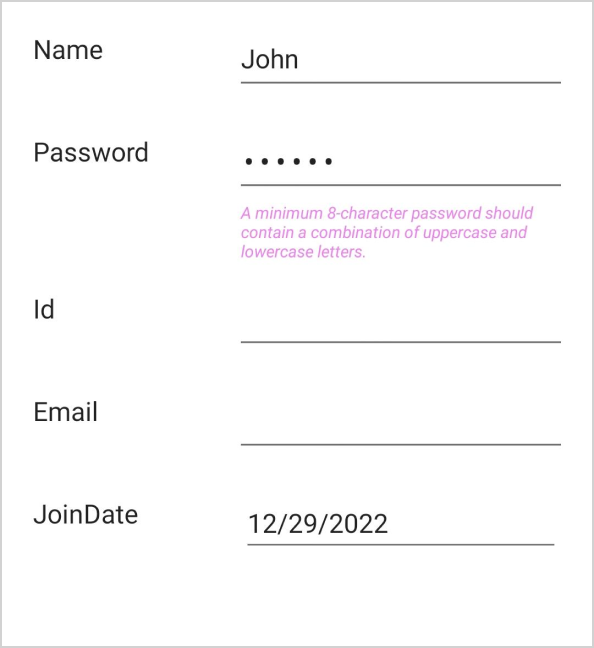 Name
John
Password
••••••
A minimum 8-character password should
contain a combination of uppercase and
lowercase letters.
Id
Email
JoinDate
12/29/2022